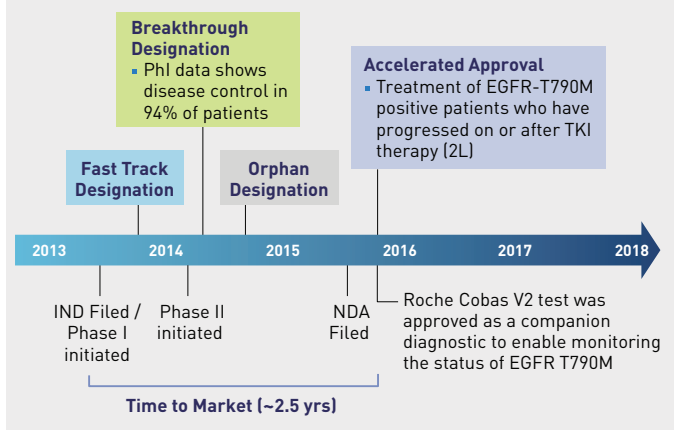 Breakthrough
Designation
▪ PhI data shows
disease control in
94% of patients
Accelerated Approval
▪ Treatment of EGFR-T790M
positive patients who have
progressed on or after TKI
therapy (2L)
Fast Track
Designation
Orphan
Designation
2013 2014 2015 2016 2017 2018
IND Filed /
Phase I
initiated
Phase II
initiated
NDA
Filed
Roche Cobas V2 test was
approved as a companion
diagnostic to enable monitoring
the status of EGFR T790M
Time to Market (~2.5 yrs)